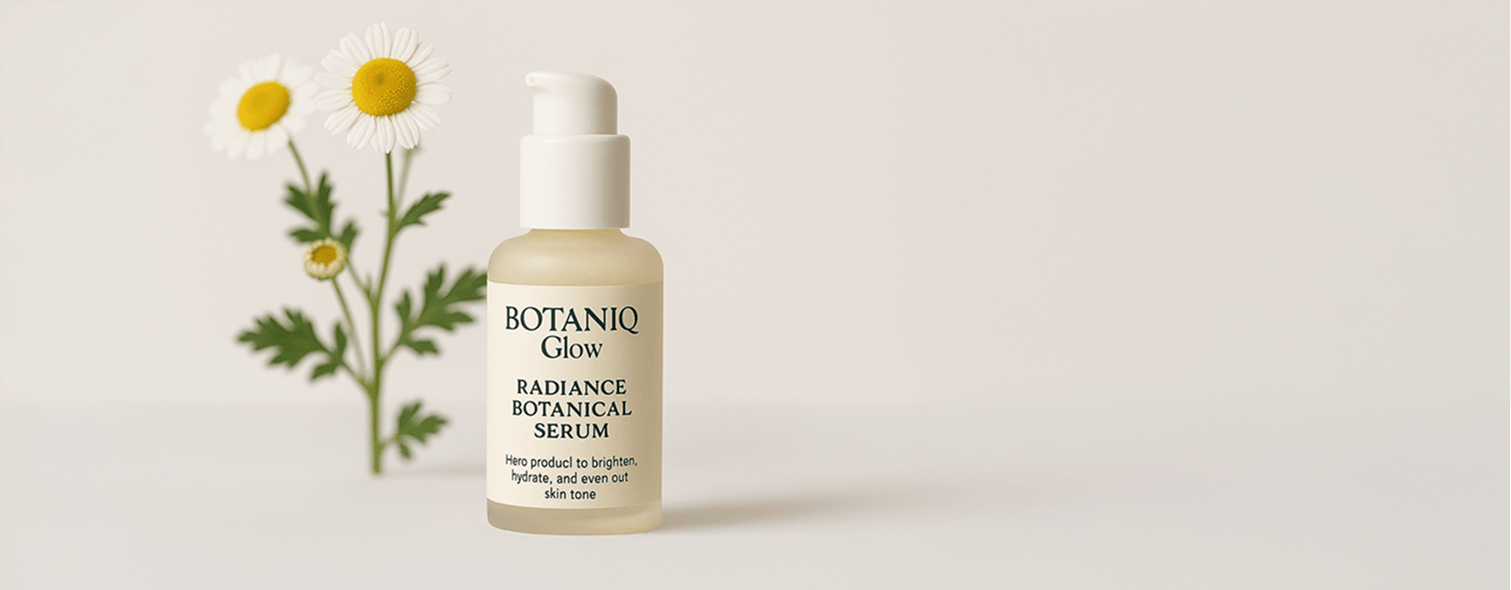 BOTANIQ
Glow
RADIANCE
BOTANICAL
SERUM
Hero producl to brighten,
hydrate, and even out
skin tone